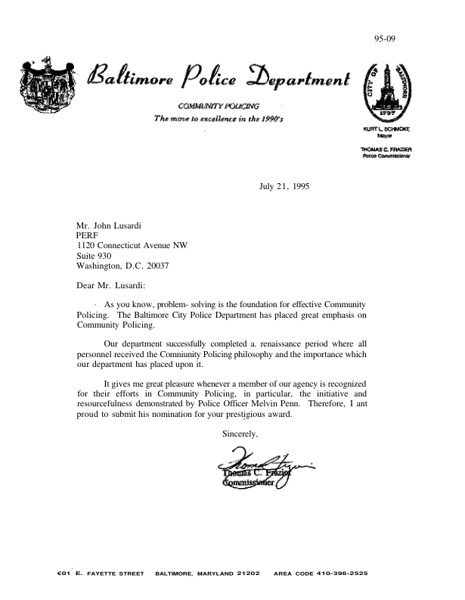 95-09
Baltimore Police Department
COMMUNITY POLICING
The move to excellence in the 1990's
CITY OF BALTIMORE
1797
KURT L. SCHMOKE
Mayor
THOMAS C. FRAZIER
Police Commissioner
July 21, 1995
Mr. John Lusardi
PERF
1120 Connecticut Avenue NW
Suite 930
Washington, D.C. 20037
Dear Mr. Lusardi:
As you know, problem- solving is the foundation for effective Community
Policing. The Baltimore City Police Department has placed great emphasis on
Community Policing.
Our department successfully completed a. renaissance period where all
personnel received the Comniunity Policing philosophy and the importance which
our department has placed upon it.
It gives me great pleasure whenever a member of our agency is recognized
for their efforts in Community Policing, in particular, the initiative and
resourcefulness demonstrated by Police Officer Melvin Penn. Therefore, I ant
proud to submit his nomination for your prestigious award.
Sincerely,
Thomas C. Frazier
Commissioner
€01 E. FAYETTE STREET BALTIMORE, MARYLAND 21202 AREA CODE 410-396-2525